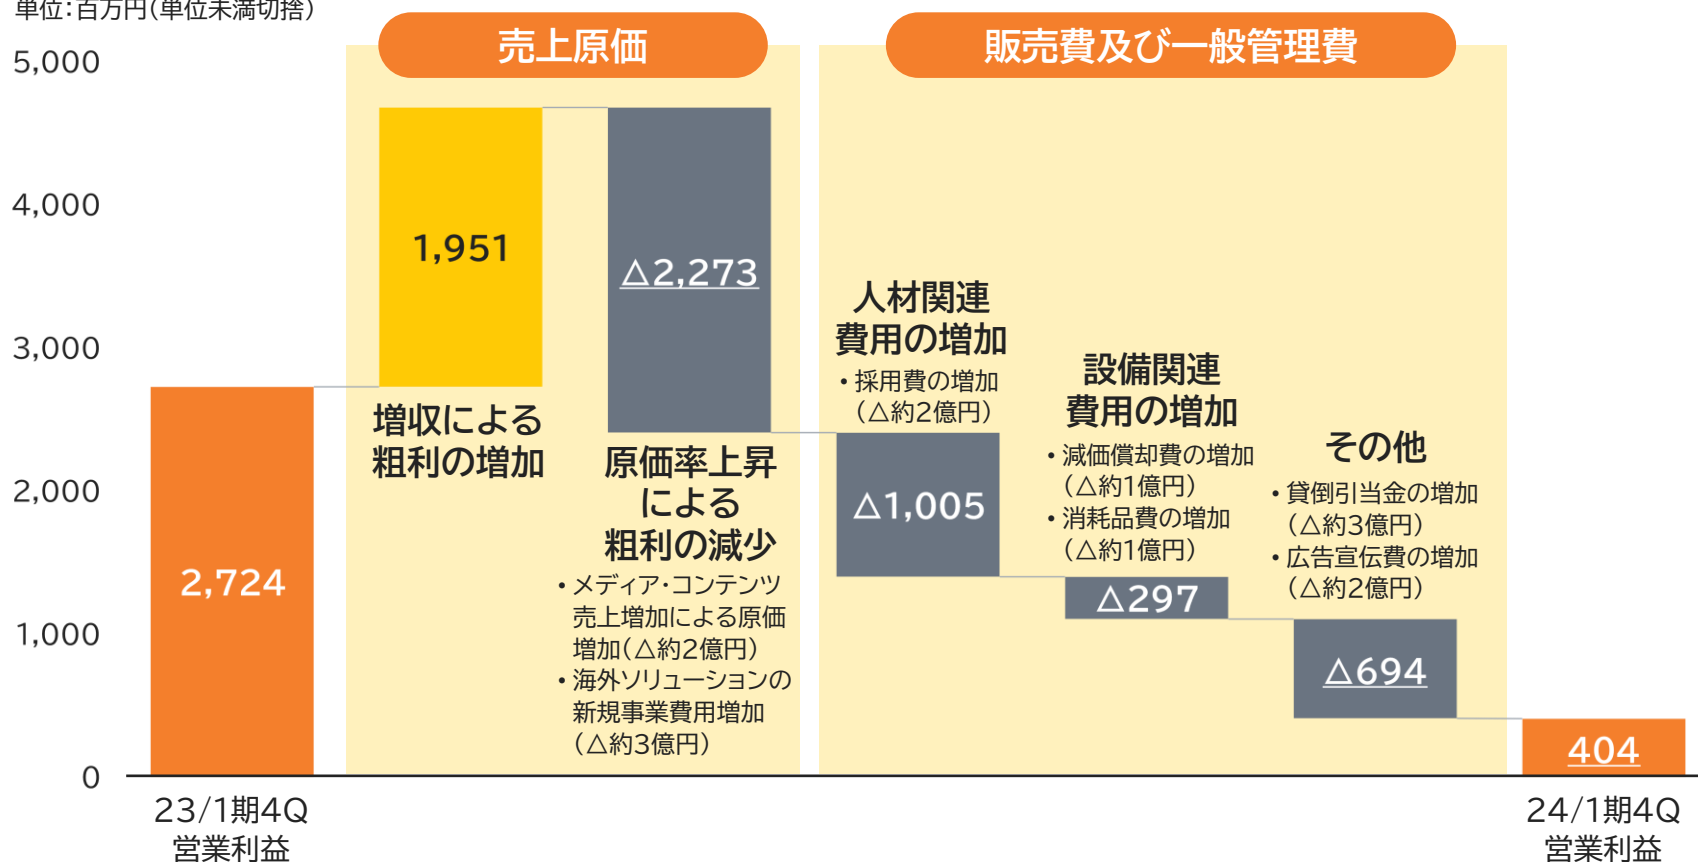 単位：百万円（単位未満切捨）
5,000
4,000
3,000
2,000
1,000
0
売上原価
販売費及び一般管理費
2,724
23/1期4Q
営業利益
1,951
増収による
粗利の増加
△2,273
原価率上昇
による
粗利の減少
・メディア・コンテンツ
売上増加による原価
増加（△約2億円）
・海外ソリューションの
新規事業費用増加
（△約3億円）
人材関連
費用の増加
・採用費の増加
（△約2億円）
△1,005
設備関連
費用の増加
・減価償却費の増加
（△約1億円）
・消耗品費の増加
（△約1億円）
△297
その他
・貸倒引当金の増加
（△約3億円）
・広告宣伝費の増加
（△約2億円）
△694
404
24/1期4Q
営業利益